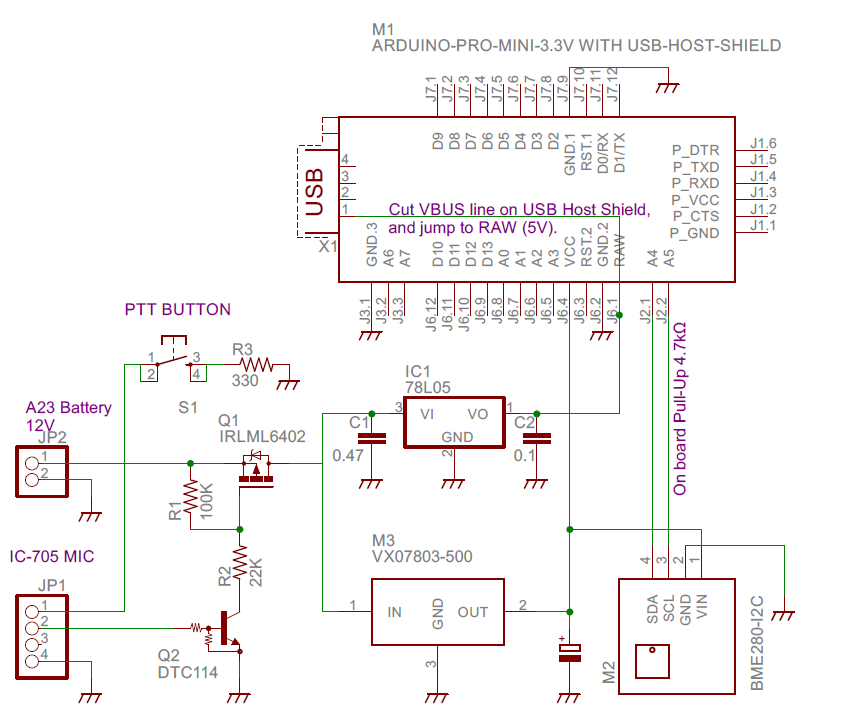 M1
ARDUINO-PRO-MINI-3.3V WITH USB-HOST-SHIELD
J7.1 J7.2 J7.3 J7.4 J7.5 J7.6 J7.7 J7.8 J7.9 J7.10 J7.11 J7.12
D9 D8 D7 D6 D5 D4 D3 D2 GND.1 RST.1 D0/RX D1/TX
P_DTR J1.6
P_TXD J1.5
P_RXD J1.4
P_VCC J1.3
P_CTS J1.2
P_GND J1.1
USB
4
3
2
1
X1
Cut VBUS line on USB Host Shield,
and jump to RAW (5V).
GND.3 A6 A7 D10 D11 D12 D13 A0 A1 A2 A3 VCC RST.2 GND.2 RAW A4 A5
J3.1 J3.2 J3.3 J6.12 J6.11 J6.10 J6.9 J6.8 J6.7 J6.6 J6.5 J6.4 J6.3 J6.2 J6.1 J2.1 J2.2
PTT BUTTON
1 3
2 4
S1
R3
330
On board Pull-Up 4.7kΩ
A23 Battery
12V
JP2
1
2
Q1
IRLML6402
R1
100K
R2
22K
IC1
78L05
3 VI VO 1
GND
2
C1
0.47
C2
0.1
IC-705 MIC
JP1
1
2
3
4
Q2
DTC114
M3
VX07803-500
1 IN GND OUT 2
3
+
4 3 2 1
SDA SCL GND VIN
M2
BME280-I2C